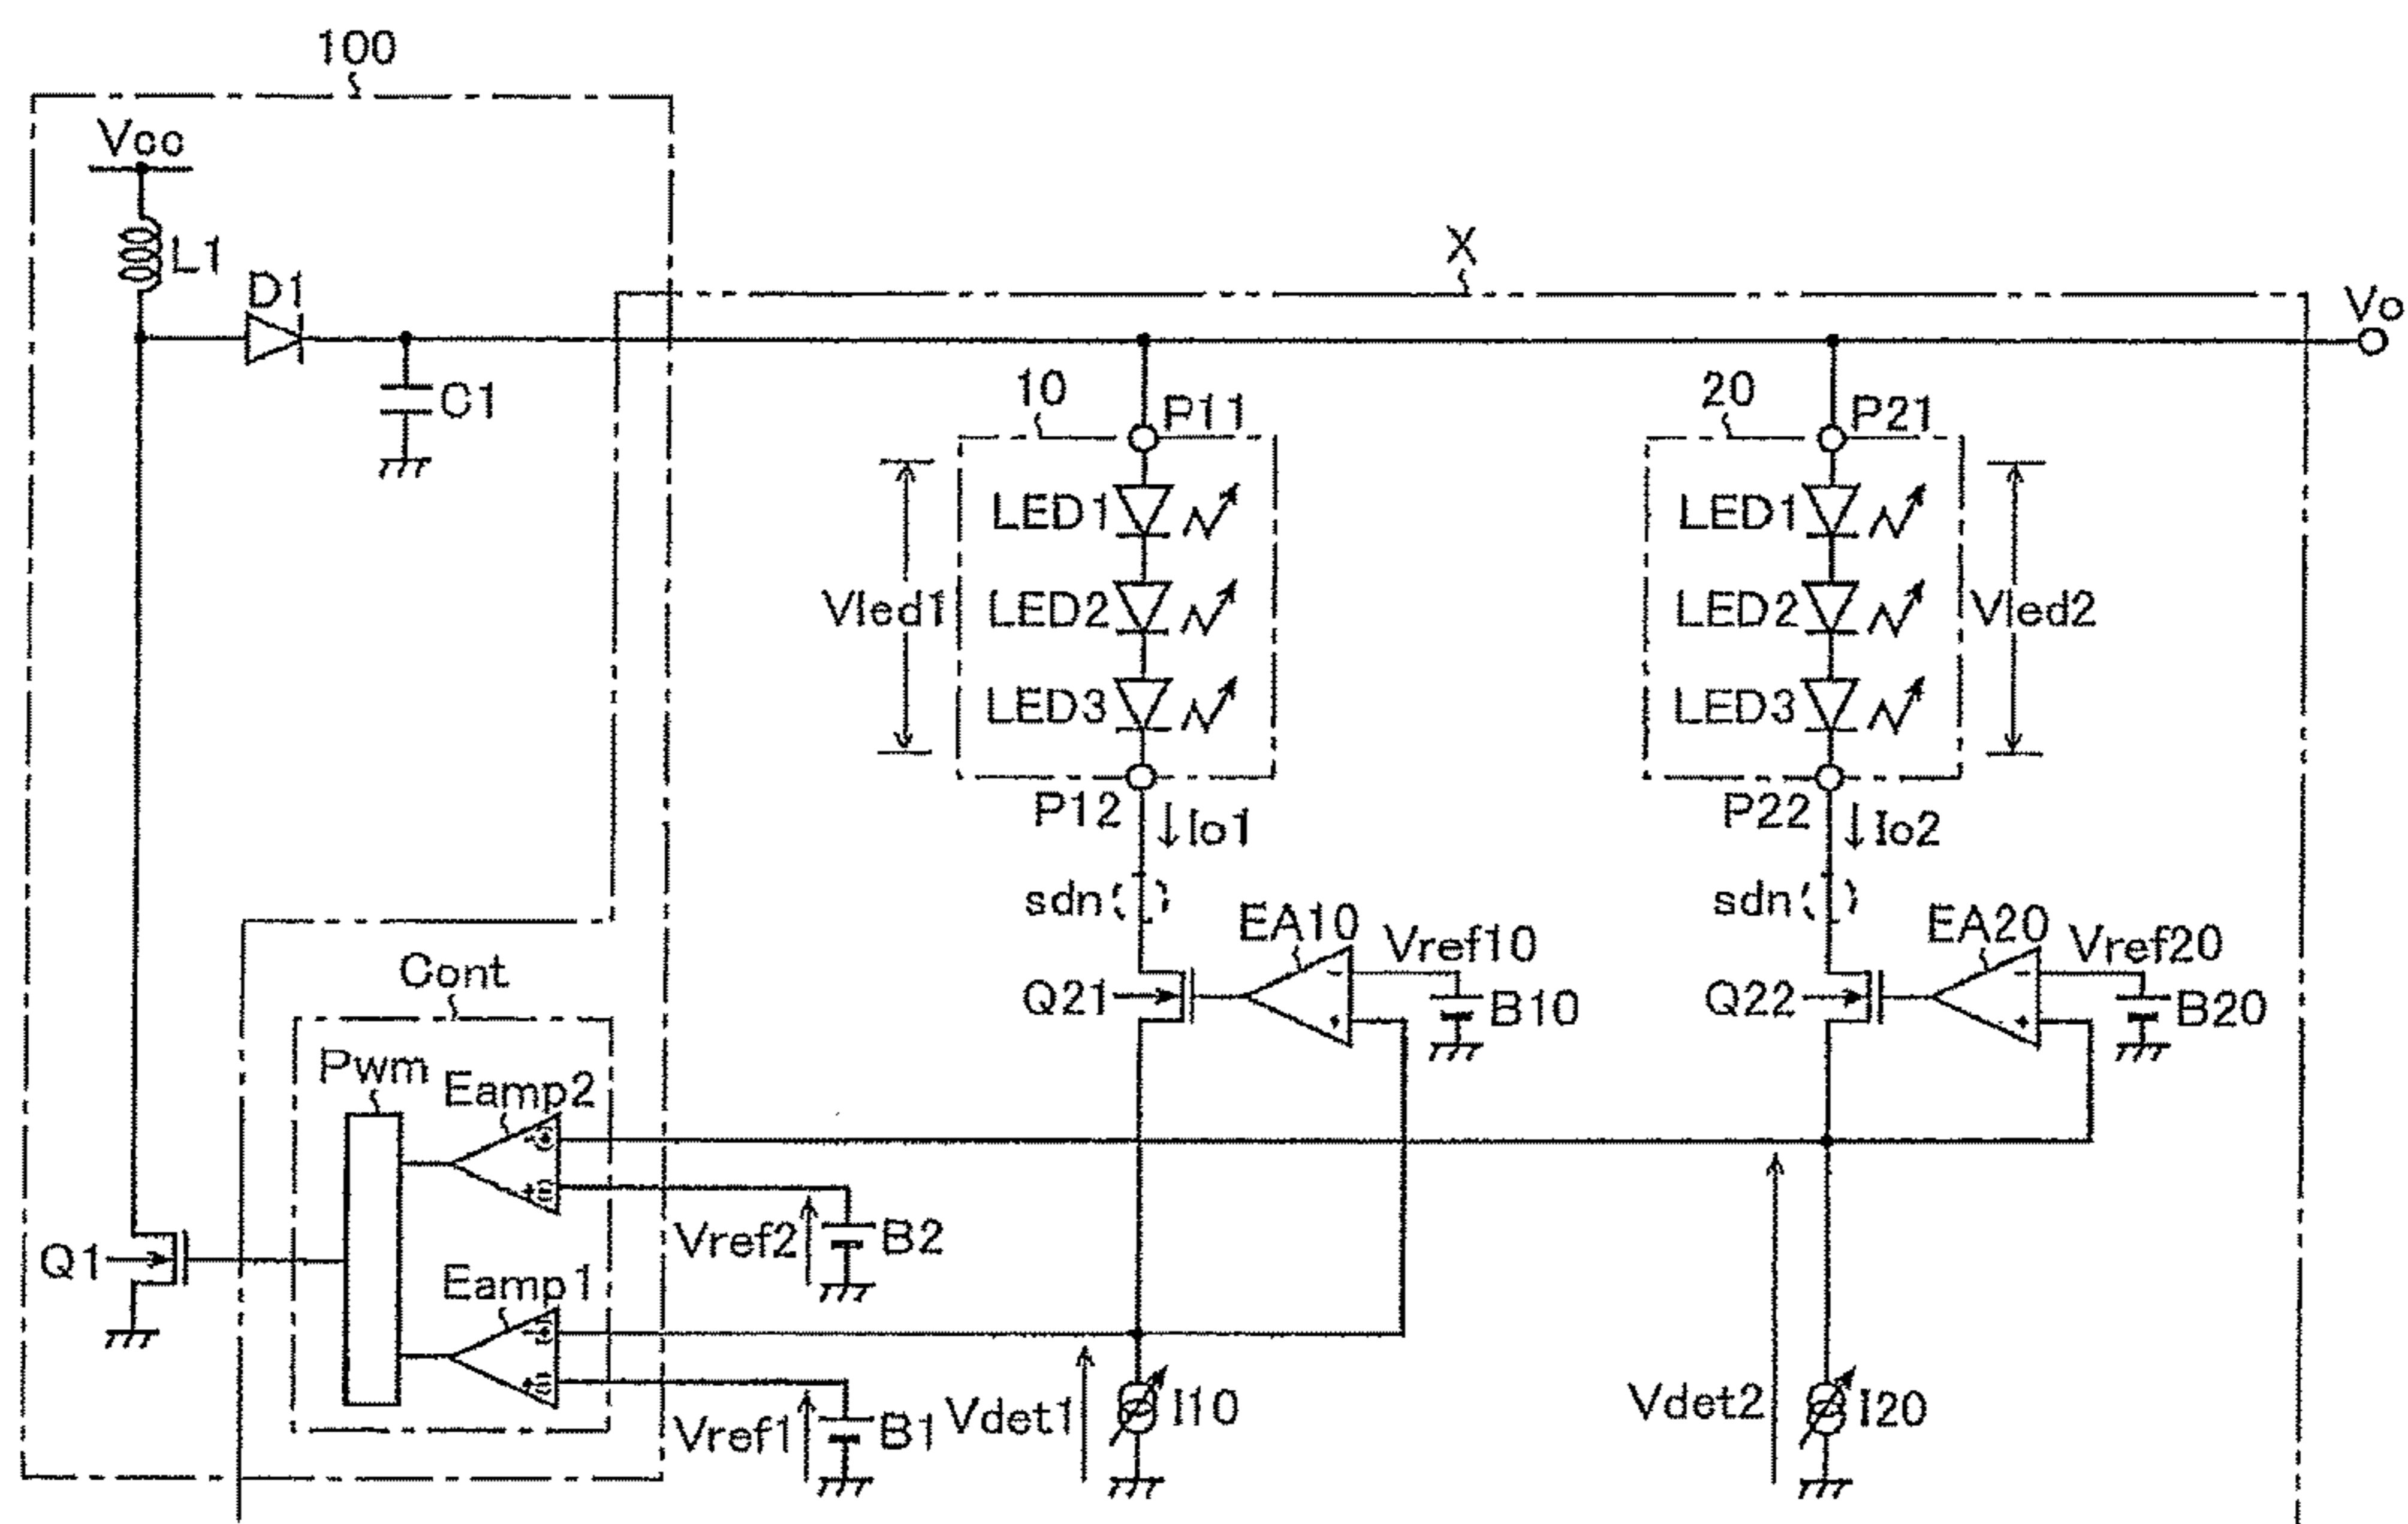 100
Vcc
L1
X
D1
Vo
C1
10
P11
20
P21
LED1
LED1
Vled1
LED2
LED2
Vled2
LED3
LED3
P12
Io1
P22
Io2
sdn
sdn
EA10
Vref10
EA20
Vref20
Cont
Q21
-
+
B10
Q22
-
+
B20
Pwm
Eamp2
Vref2
B2
Q1
Eamp1
Vref1
B1
Vdet1
I10
Vdet2
I20